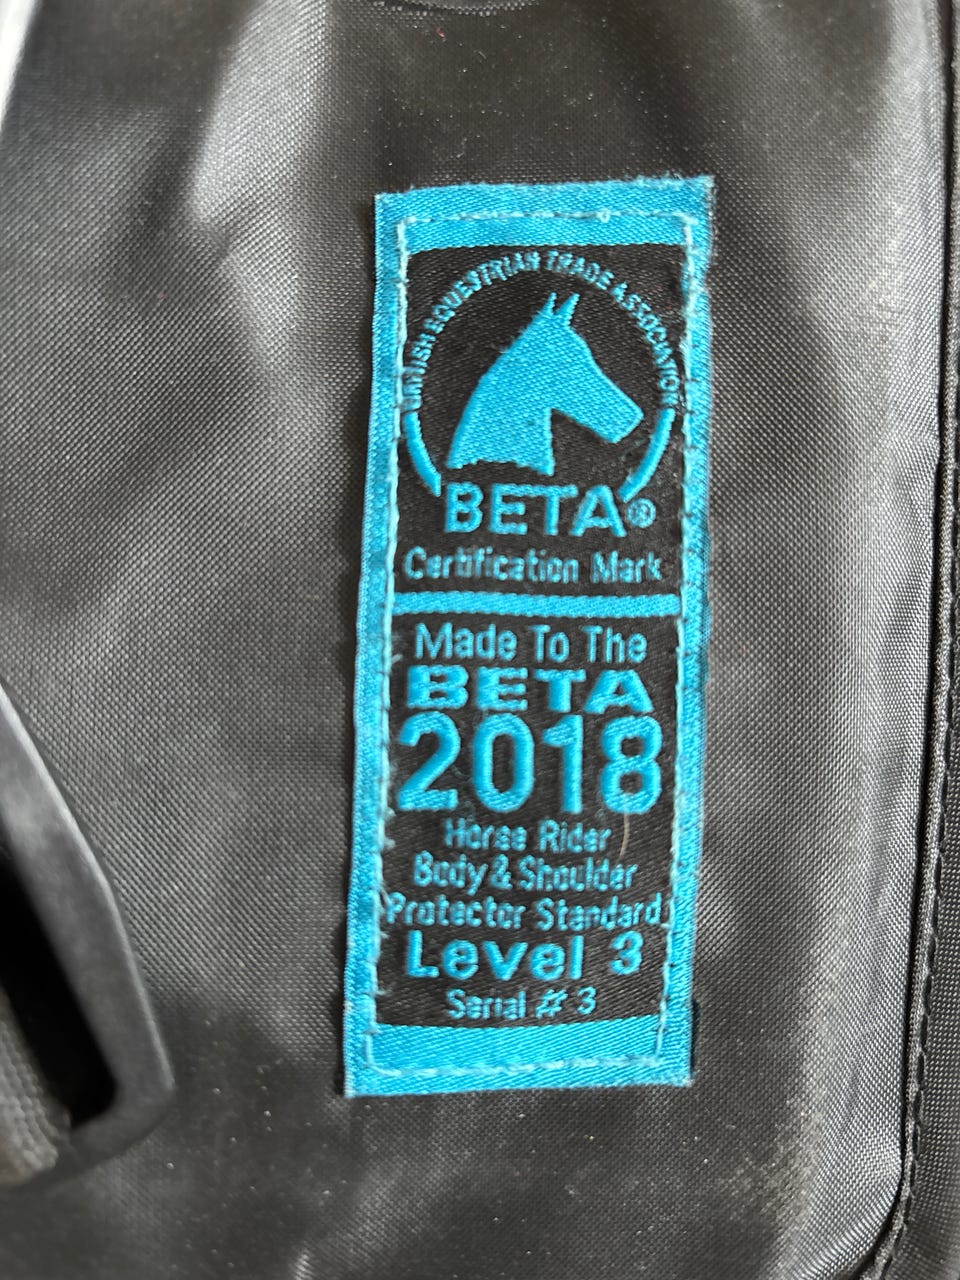 BRITISH EQUESTRIAN TRADE ASSOCIATION
BETA®
Certification Mark
Made To The
BETA
2018
Horse Rider
Body & Shoulder
Protector Standard
Level 3
Serial # 3